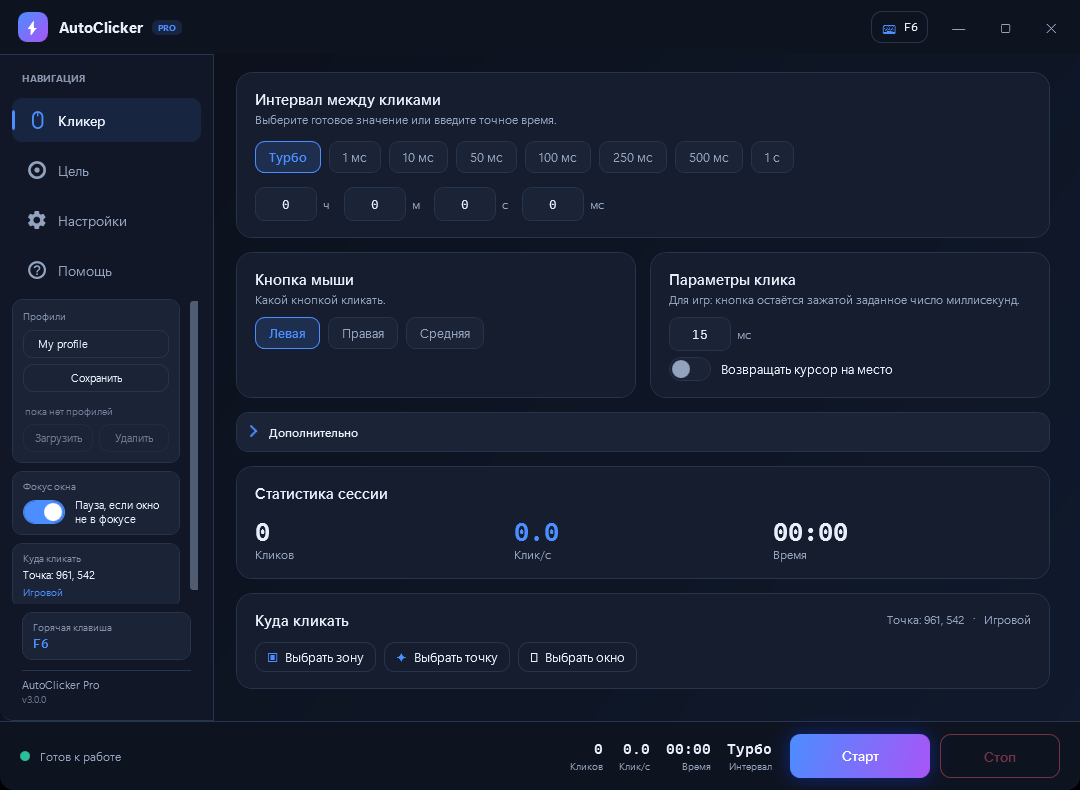 AutoClicker PRO
F6
НАВИГАЦИЯ
Кликер
Цель
Настройки
Помощь
Профили
My profile
Сохранить
пока нет профилей
Загрузить Удалить
Фокус окна
Пауза, если окно
не в фокусе
Куда кликать
Точка: 961, 542
Игровой
Горячая клавиша
F6
AutoClicker Pro
v3.0.0
Интервал между кликами
Выберите готовое значение или введите точное время.
Турбо 1 мс 10 мс 50 мс 100 мс 250 мс 500 мс 1 с
0 ч 0 м 0 с 0 мс
Кнопка мыши
Какой кнопкой кликать.
Левая Правая Средняя
Параметры клика
Для игр: кнопка остаётся зажатой заданное число миллисекунд.
15 мс
Возвращать курсор на место
Дополнительно
Статистика сессии
0 0.0 00:00
Кликов Клик/с Время
Куда кликать
Точка: 961, 542 · Игровой
Выбрать зону Выбрать точку Выбрать окно
Готов к работе
0 0.0 00:00 Турбо
Кликов Клик/с Время Интервал
Старт
Стоп